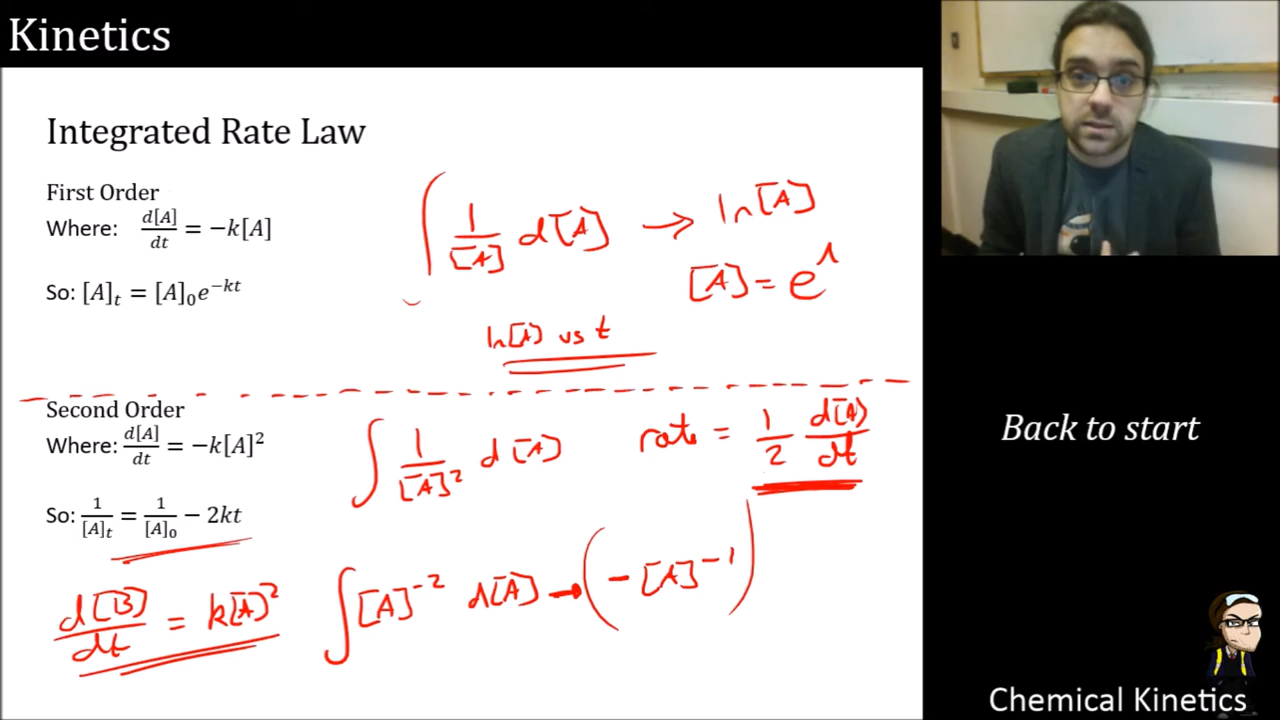 Kinetics
Integrated Rate Law
First Order
Where: d[A]/dt = −k[A]
So: [A]ₜ = [A]₀e⁻ᵏᵗ
∫ 1/[A] d[A] → ln[A]
[A] = e^
ln[A] vs t
Second Order
Where: d[A]/dt = −k[A]²
So: 1/[A]ₜ = 1/[A]₀ − 2kt
∫ 1/[A]² d[A]
rate = 1/2 d[A]/dt
d[B]/dt = k[A]²
∫ [A]⁻² d[A] → (−[A]⁻¹)
Back to start
Chemical Kinetics